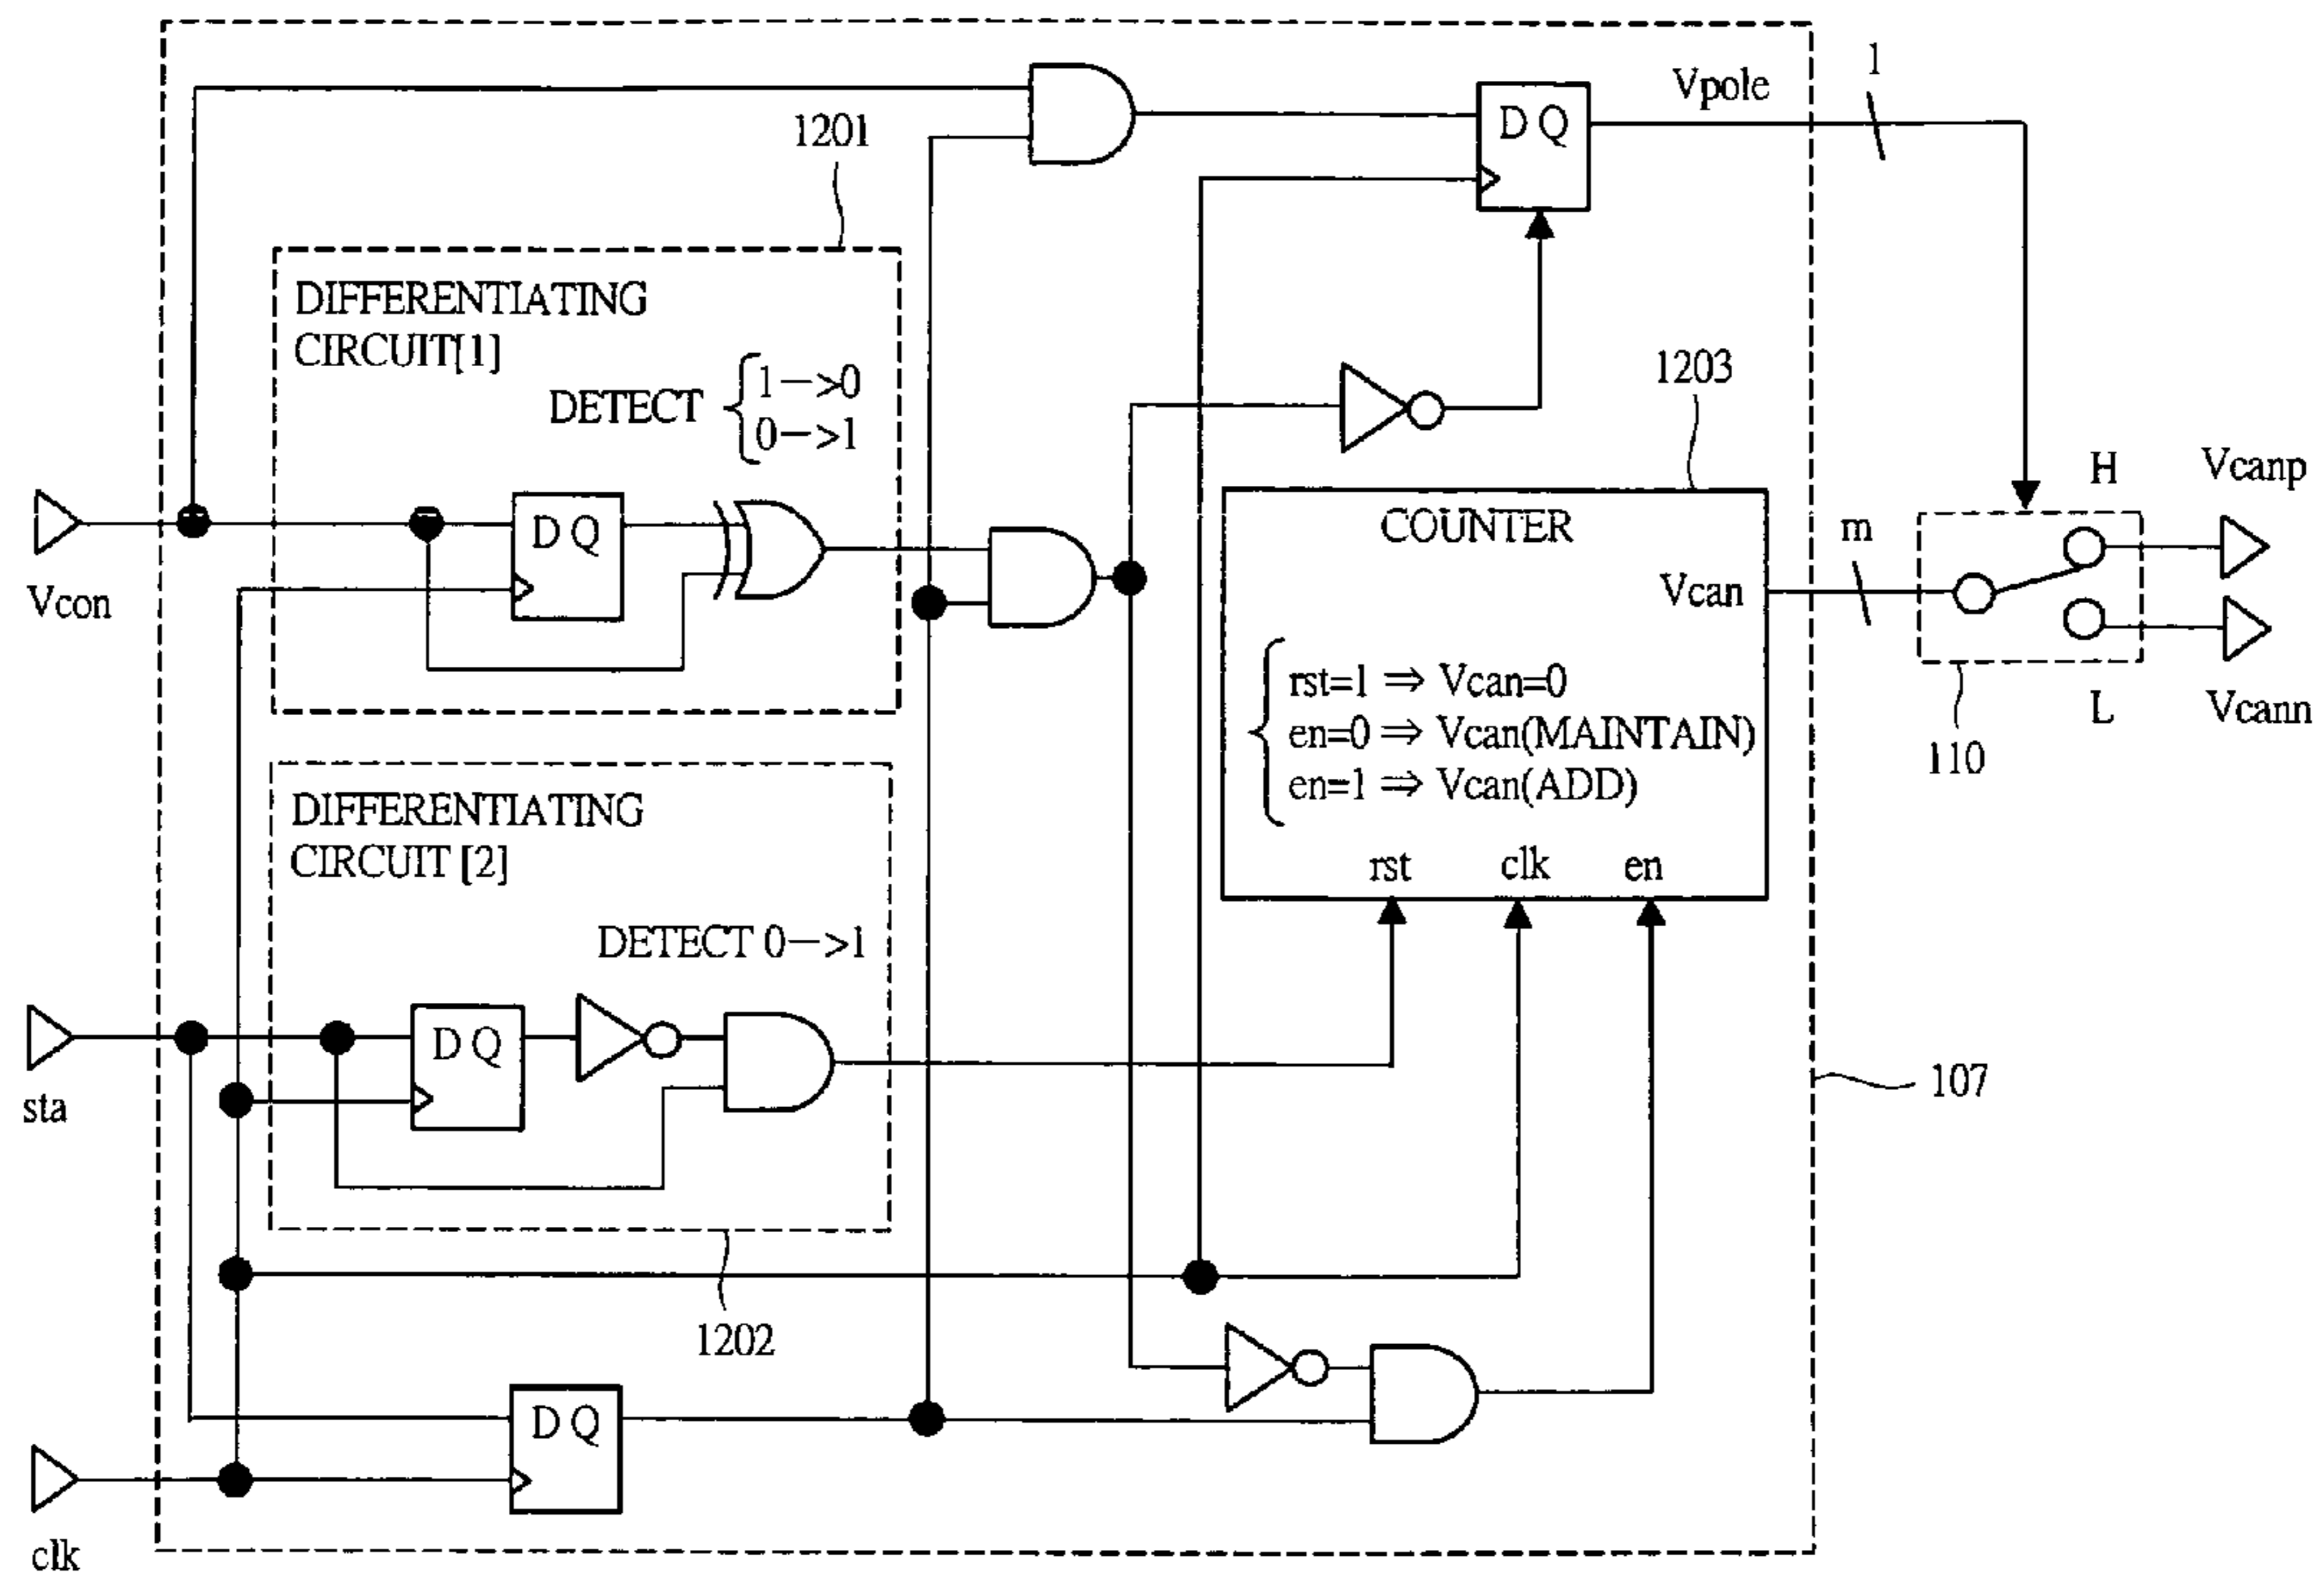 1
Vpole
1201
D Q
DIFFERENTIATING
CIRCUIT[1]
DETECT { 1—>0
0—>1
1203
H
Vcanp
D Q
COUNTER
m
Vcon
Vcan
rst=1 ⇒ Vcan=0
en=0 ⇒ Vcan(MAINTAIN)
en=1 ⇒ Vcan(ADD)
L
Vcann
110
DIFFERENTIATING
CIRCUIT [2]
rst clk en
DETECT 0—>1
D Q
sta
107
1202
D Q
clk